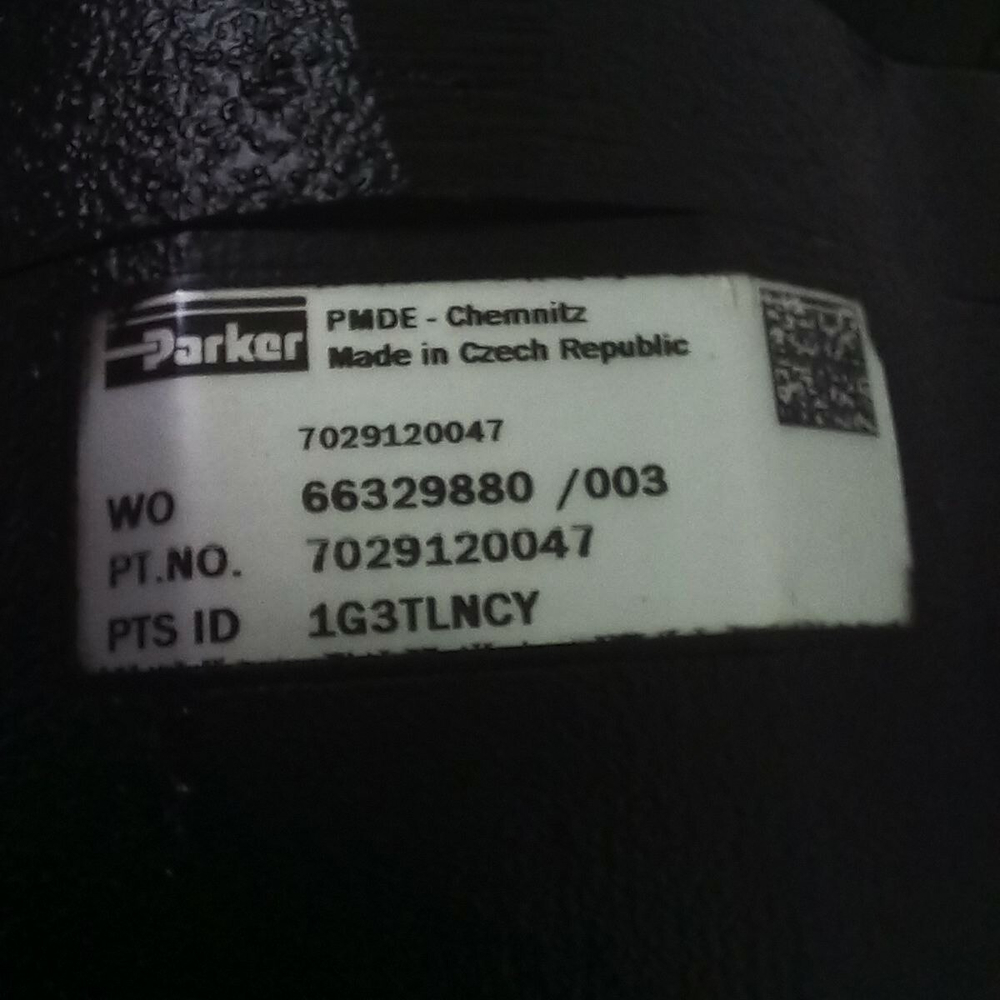 Parker
PMDE - Chemnitz
Made in Czech Republic
7029120047
WO 66329880 /003
PT.NO. 7029120047
PTS ID 1G3TLNCY